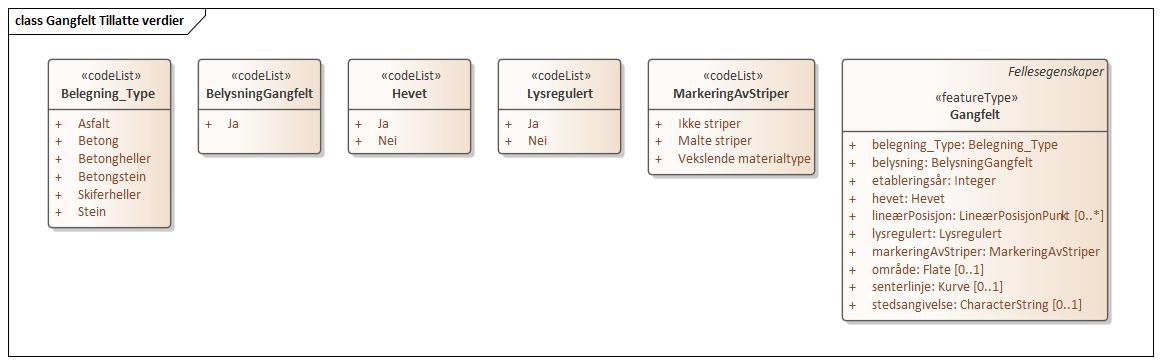 class Gangfelt Tillatte verdier
«codeList»
Belegning_Type
+ Asfalt
+ Betong
+ Betongheller
+ Betongstein
+ Skiferheller
+ Stein
«codeList»
BelysningGangfelt
+ Ja
«codeList»
Hevet
+ Ja
+ Nei
«codeList»
Lysregulert
+ Ja
+ Nei
«codeList»
MarkeringAvStriper
+ Ikke striper
+ Malte striper
+ Vekslende materialtype
Fellesegenskaper
«featureType»
Gangfelt
+ belegning_Type: Belegning_Type
+ belysning: BelysningGangfelt
+ etableringsår: Integer
+ hevet: Hevet
+ lineærPosisjon: LineærPosisjonPunkt [0..*]
+ lysregulert: Lysregulert
+ markeringAvStriper: MarkeringAvStriper
+ område: Flate [0..1]
+ senterlinje: Kurve [0..1]
+ stedsangivelse: CharacterString [0..1]